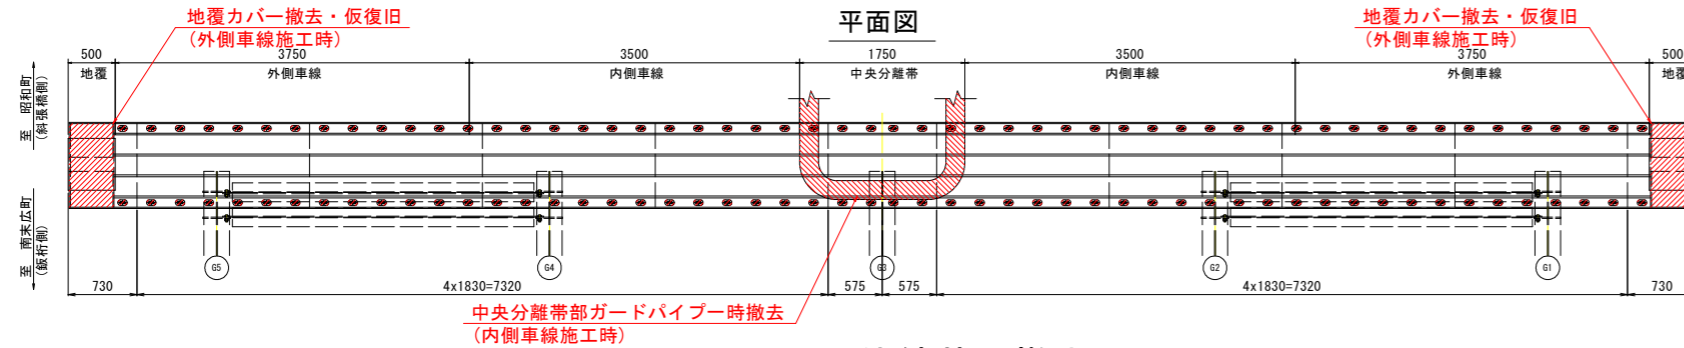 平面図
地覆カバー撤去・仮復旧
(外側車線施工時)
地覆カバー撤去・仮復旧
(外側車線施工時)
500 3750 3500 1750 3500 3750 500
地覆 外側車線 内側車線 中央分離帯 内側車線 外側車線 地覆
至 昭和町
(斜張橋側)
至 南末広町
(鈑桁側)
G5 G4 G3 G2 G1
730 4x1830=7320 575 575 4x1830=7320 730
中央分離帯部ガードパイプ一時撤去
(内側車線施工時)